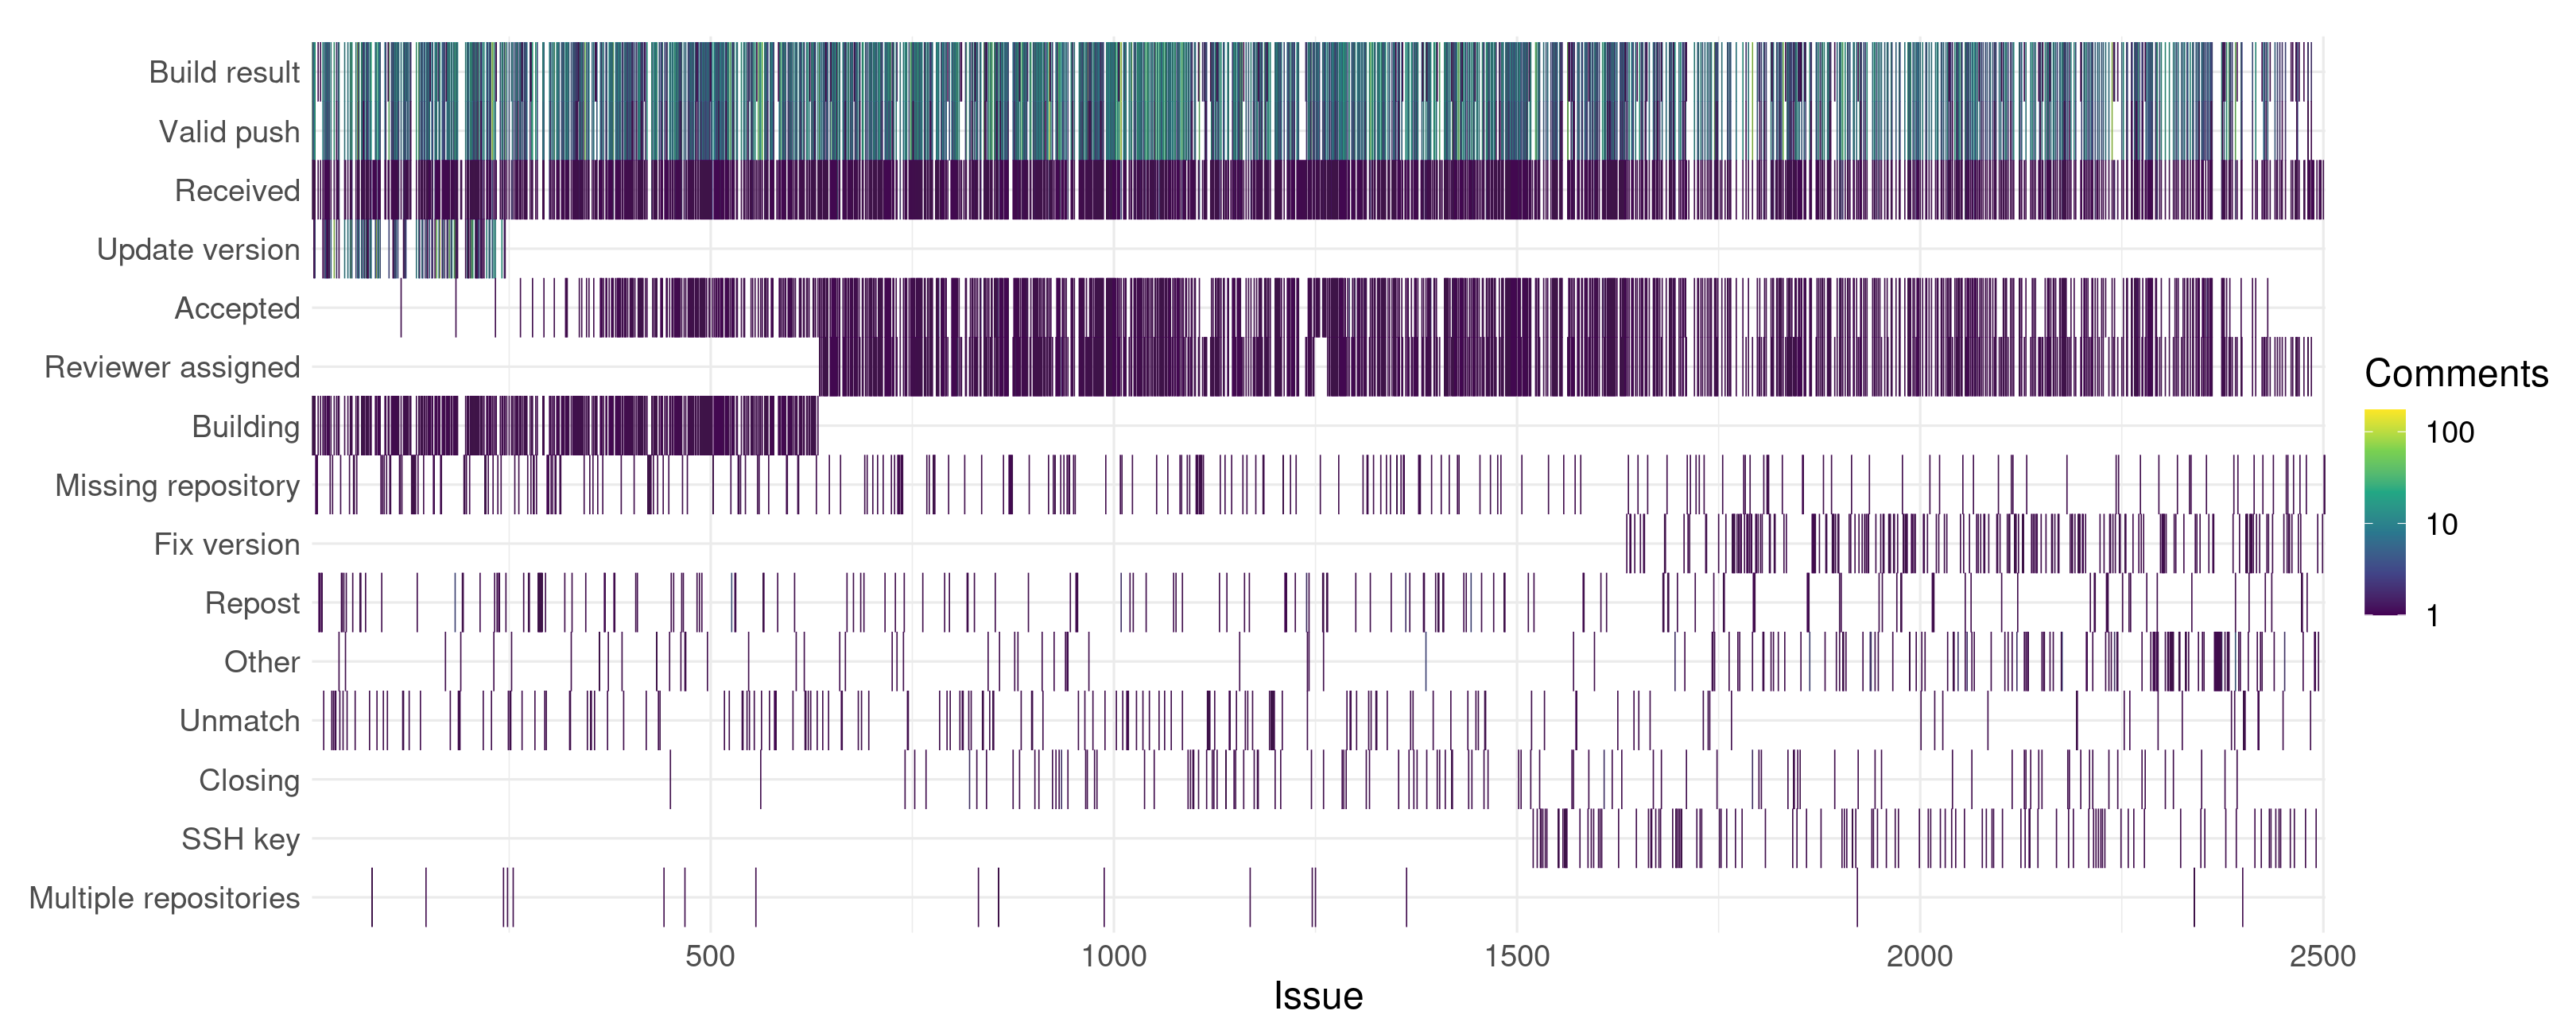 Build result
Valid push
Received
Update version
Accepted
Reviewer assigned
Building
Missing repository
Fix version
Repost
Other
Unmatch
Closing
SSH key
Multiple repositories
500 1000 1500 2000 2500
Issue
Comments
100
10
1